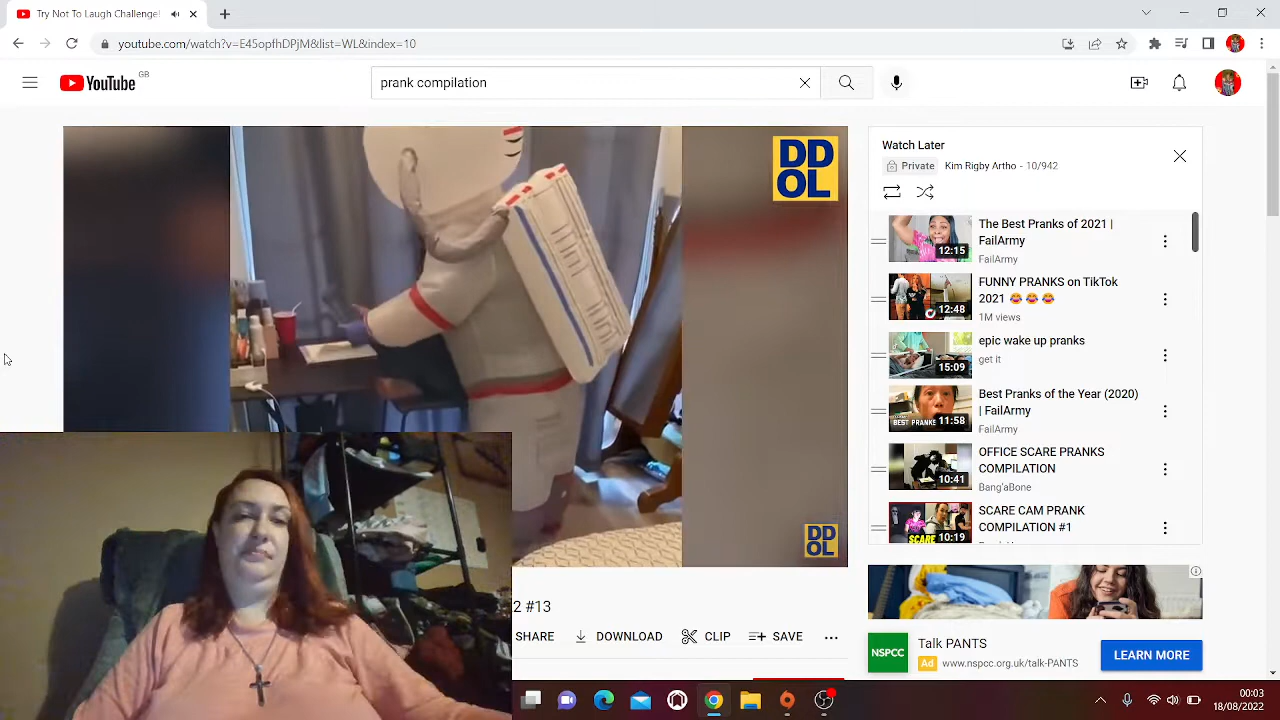 Try Not To Laugh Challenge!
youtube.com/watch?v=E45opfhDPjM&list=WL&index=10
YouTube GB
prank compilation
DD
OL
Watch Later
Private Kim Rigby Artho - 10/942
The Best Pranks of 2021 |
FailArmy
FailArmy
12:15
FUNNY PRANKS on TikTok
2021 😂😂😂
1M views
12:48
epic wake up pranks
get it
15:09
Best Pranks of the Year (2020)
| FailArmy
FailArmy
BEST PRANKS
11:58
OFFICE SCARE PRANKS
COMPILATION
Bang'aBone
10:41
SCARE CAM PRANK
COMPILATION #1
SCARE
10:19
DD
OL
2 #13
SHARE DOWNLOAD CLIP SAVE
NSPCC
Talk PANTS
Ad www.nspcc.org.uk/talk-PANTS
LEARN MORE
00:03
18/08/2022